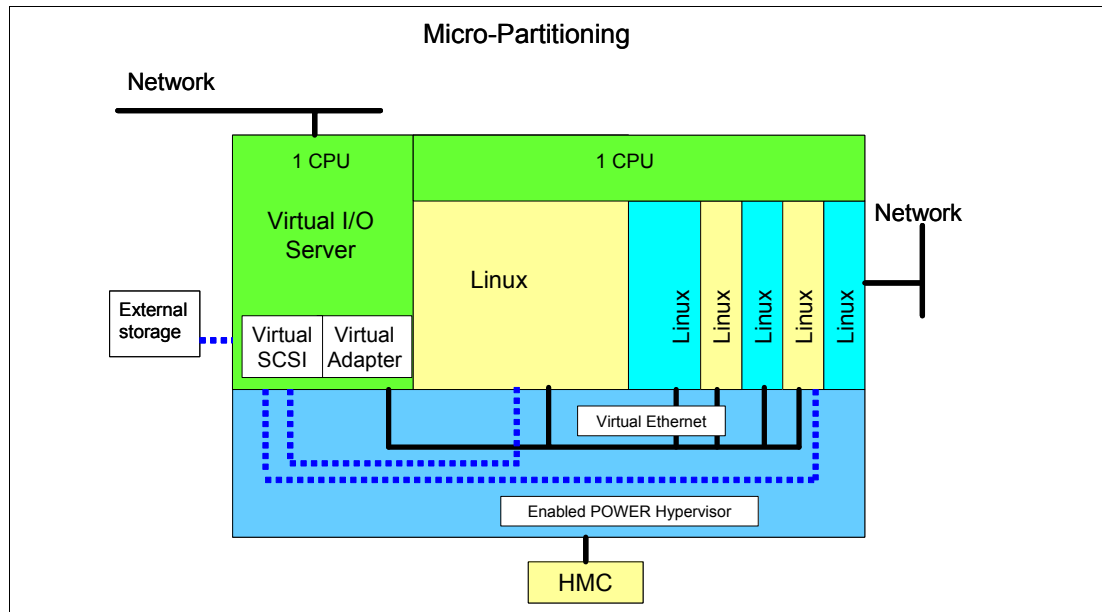 Micro-Partitioning
Network
1 CPU
1 CPU
Virtual I/O
Server
Network
Linux
Linux
Linux
Linux
Linux
Linux
External
storage
Virtual
SCSI
Virtual
Adapter
Virtual Ethernet
Enabled POWER Hypervisor
HMC